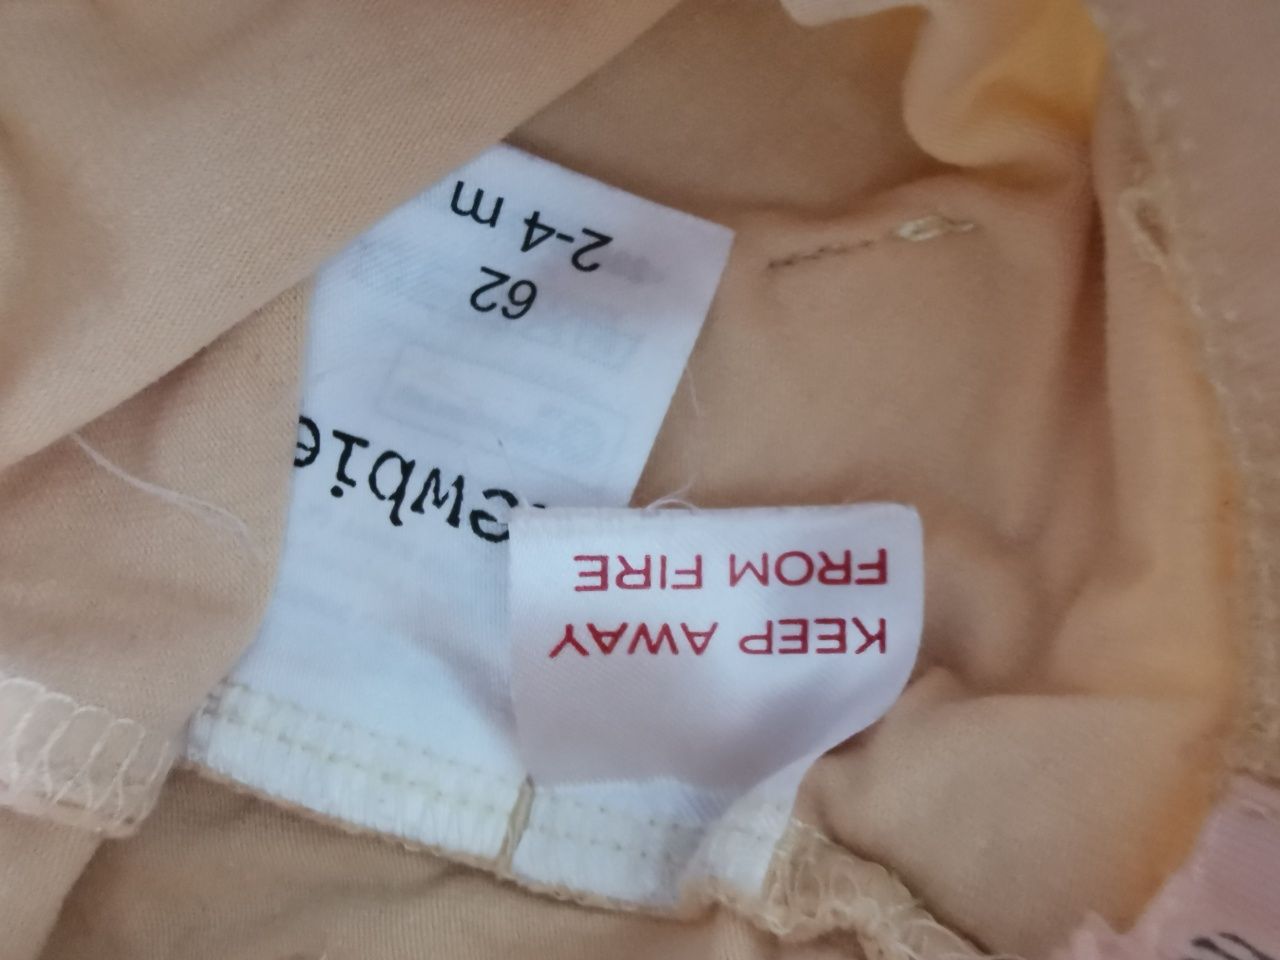 ewbie
62
2-4 m
KEEP AWAY
FROM FIRE